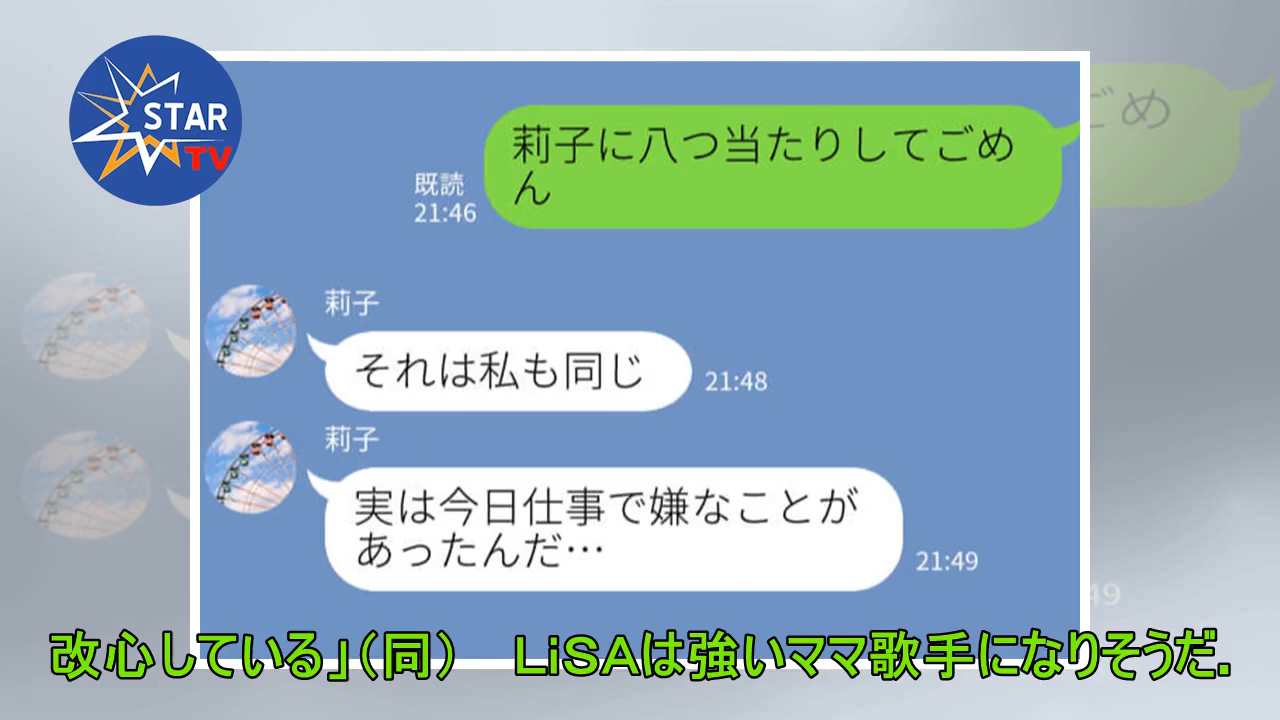 STAR
TV
莉子に八つ当たりしてごめ
ん
既読
21:46
ごめ
莉子
それは私も同じ
21:48
莉子
実は今日仕事で嫌なことが
あったんだ…
21:49
49
改心している」（同）　LiSAは強いママ歌手になりそうだ.